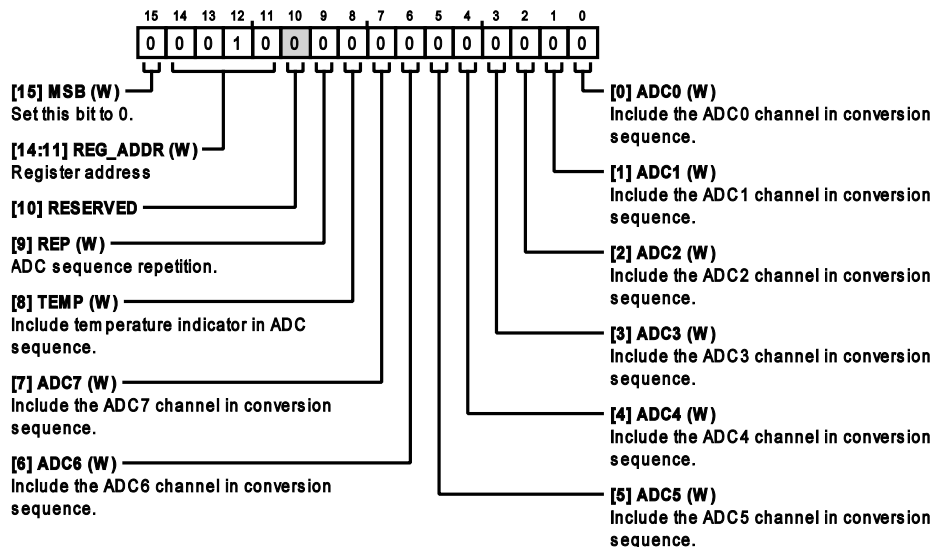 15 14 13 12 11 10 9 8 7 6 5 4 3 2 1 0
0 0 0 1 0 0 0 0 0 0 0 0 0 0 0 0
[15] MSB (W)
Set this bit to 0.
[14:11] REG_ADDR (W)
Register address
[10] RESERVED
[9] REP (W)
ADC sequence repetition.
[8] TEMP (W)
Include temperature indicator in ADC
sequence.
[7] ADC7 (W)
Include the ADC7 channel in conversion
sequence.
[6] ADC6 (W)
Include the ADC6 channel in conversion
sequence.
[0] ADC0 (W)
Include the ADC0 channel in conversion
sequence.
[1] ADC1 (W)
Include the ADC1 channel in conversion
sequence.
[2] ADC2 (W)
Include the ADC2 channel in conversion
sequence.
[3] ADC3 (W)
Include the ADC3 channel in conversion
sequence.
[4] ADC4 (W)
Include the ADC4 channel in conversion
sequence.
[5] ADC5 (W)
Include the ADC5 channel in conversion
sequence.